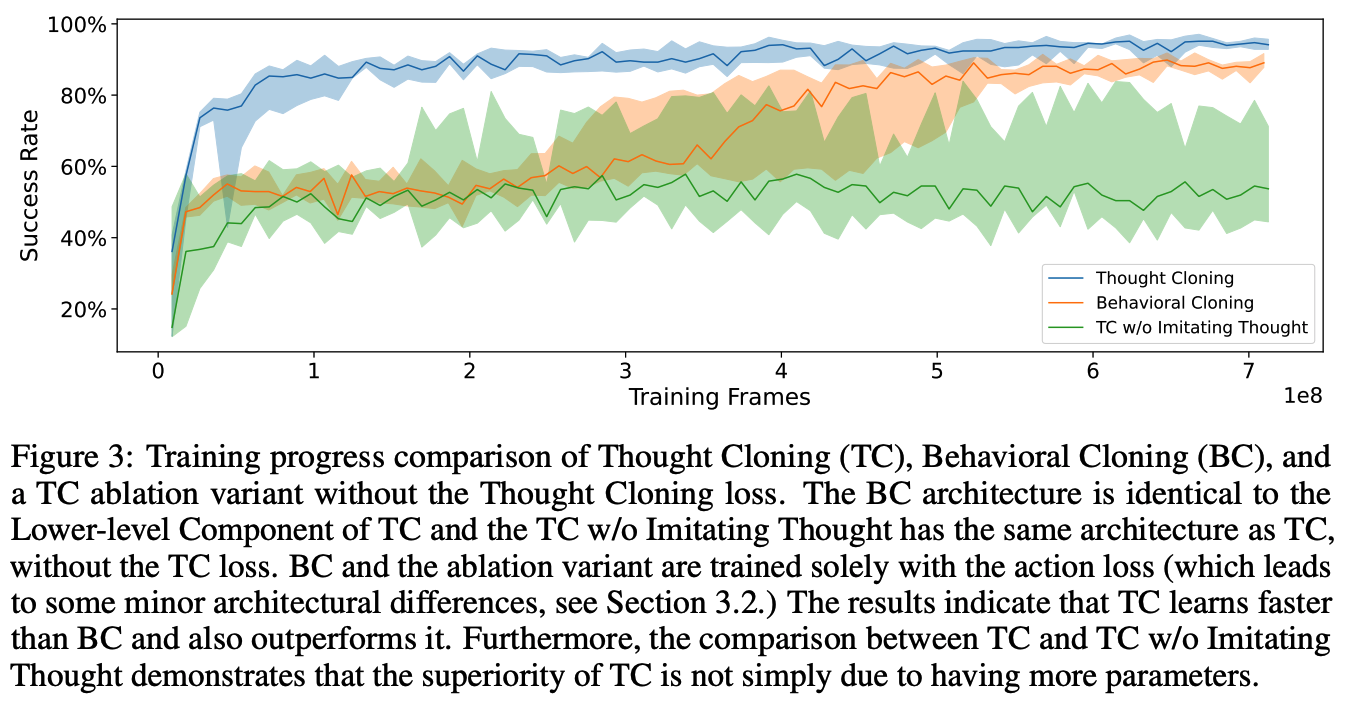 100%
80%
60%
40%
20%
Success Rate
0 1 2 3 4 5 6 7
1e8
Training Frames
Thought Cloning
Behavioral Cloning
TC w/o Imitating Thought
Figure 3: Training progress comparison of Thought Cloning (TC), Behavioral Cloning (BC), and
a TC ablation variant without the Thought Cloning loss. The BC architecture is identical to the
Lower-level Component of TC and the TC w/o Imitating Thought has the same architecture as TC,
without the TC loss. BC and the ablation variant are trained solely with the action loss (which leads
to some minor architectural differences, see Section 3.2.) The results indicate that TC learns faster
than BC and also outperforms it. Furthermore, the comparison between TC and TC w/o Imitating
Thought demonstrates that the superiority of TC is not simply due to having more parameters.